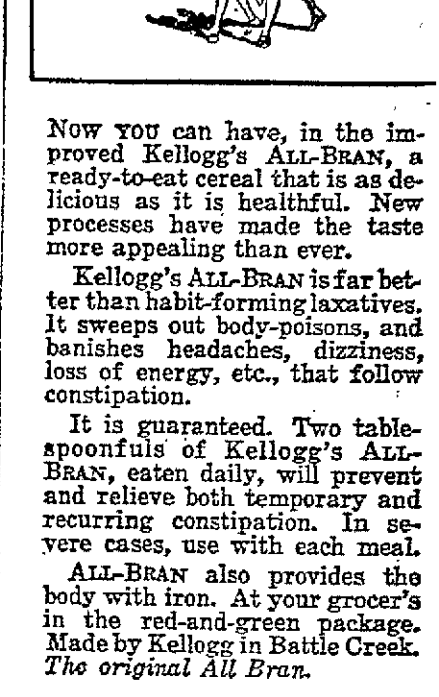 Now you can have, in the im-
proved Kellogg's All-Bran, a
ready-to-eat cereal that is as de-
licious as it is healthful. New
processes have made the taste
more appealing than ever.
Kellogg's All-Bran is far bet-
ter than habit-forming laxatives.
It sweeps out body-poisons, and
banishes headaches, dizziness,
loss of energy, etc., that follow
constipation.
It is guaranteed. Two table-
spoonfuls of Kellogg's All-
Bran, eaten daily, will prevent
and relieve both temporary and
recurring constipation. In se-
vere cases, use with each meal.
All-Bran also provides the
body with iron. At your grocer's
in the red-and-green package.
Made by Kellogg in Battle Creek.
The original All Bran.